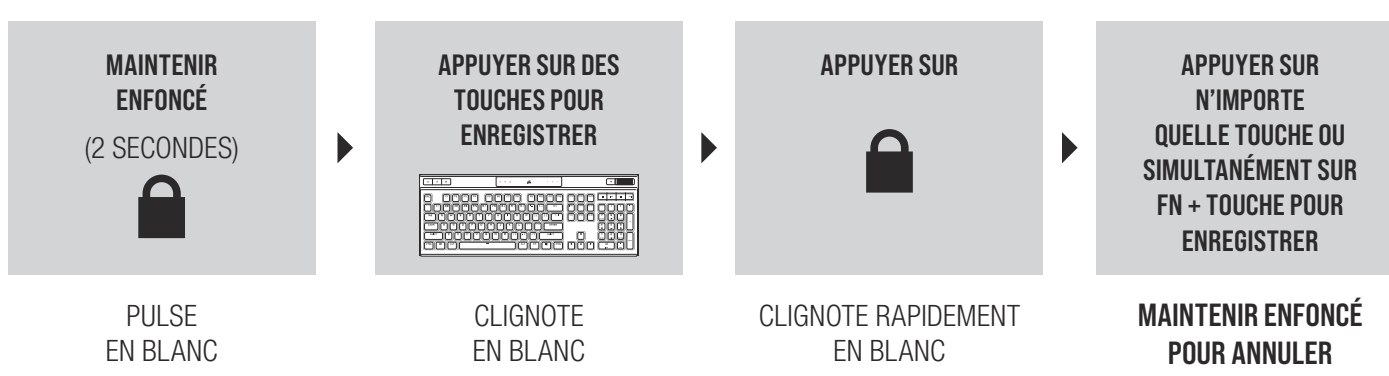 MAINTENIR
ENFONCÉ
(2 SECONDES)
PULSE
EN BLANC
APPUYER SUR DES
TOUCHES POUR
ENREGISTRER
CLIGNOTE
EN BLANC
APPUYER SUR
CLIGNOTE RAPIDEMENT
EN BLANC
APPUYER SUR
N’IMPORTE
QUELLE TOUCHE OU
SIMULTANÉMENT SUR
FN + TOUCHE POUR
ENREGISTRER
MAINTENIR ENFONCÉ
POUR ANNULER